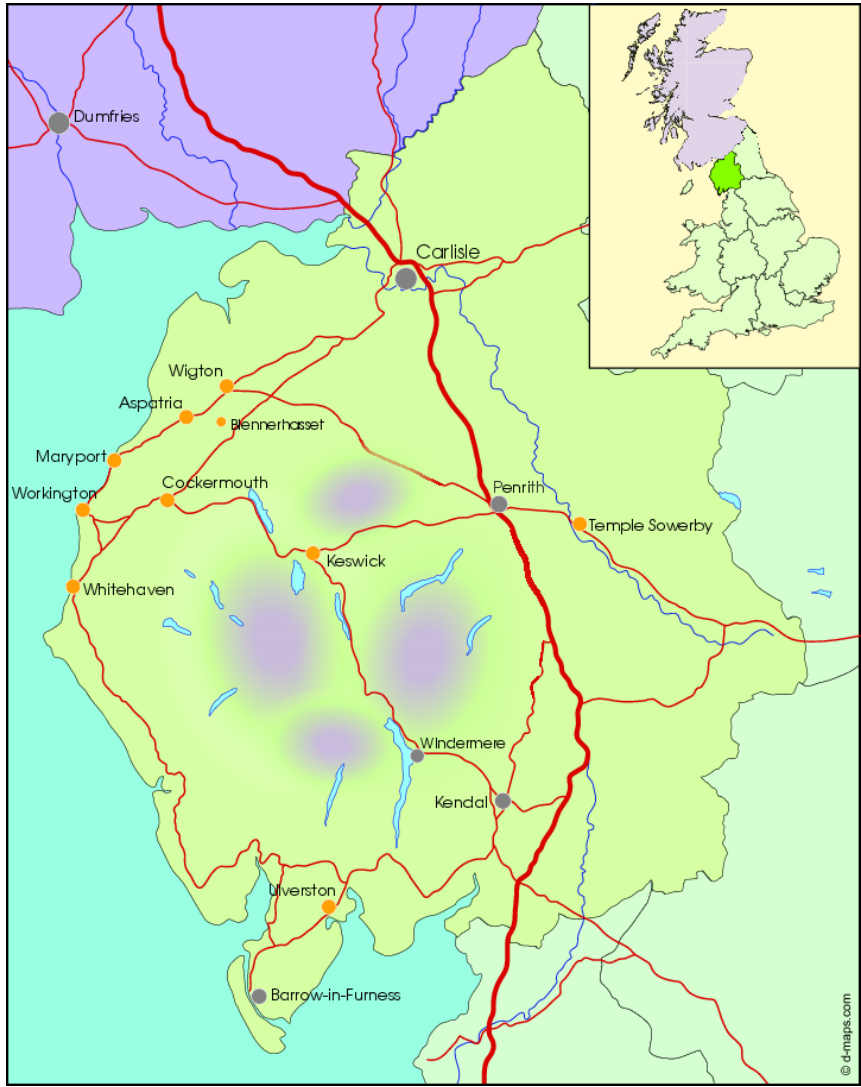 Dumfries
Carlisle
Wigton
Aspatria
Blennerhasset
Maryport
Cockermouth
Workington
Penrith
Temple Sowerby
Keswick
Whitehaven
Windermere
Kendal
Ulverston
Barrow-in-Furness
© d-maps.com